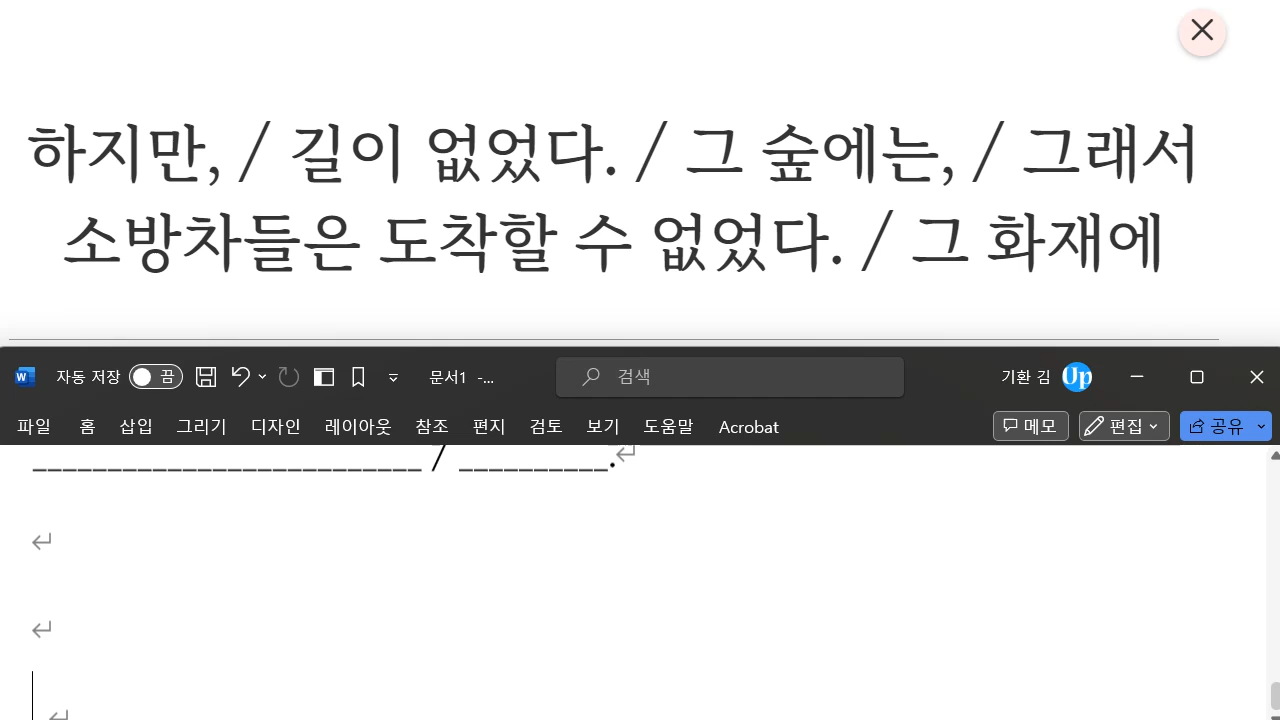 하지만, / 길이 없었다. / 그 숲에는, / 그래서
소방차들은 도착할 수 없었다. / 그 화재에
자동 저장 끔 문서1 -... 검색 기환 김 Up
파일 홈 삽입 그리기 디자인 레이아웃 참조 편지 검토 보기 도움말 Acrobat 메모 편집 공유
__________________________ / __________.